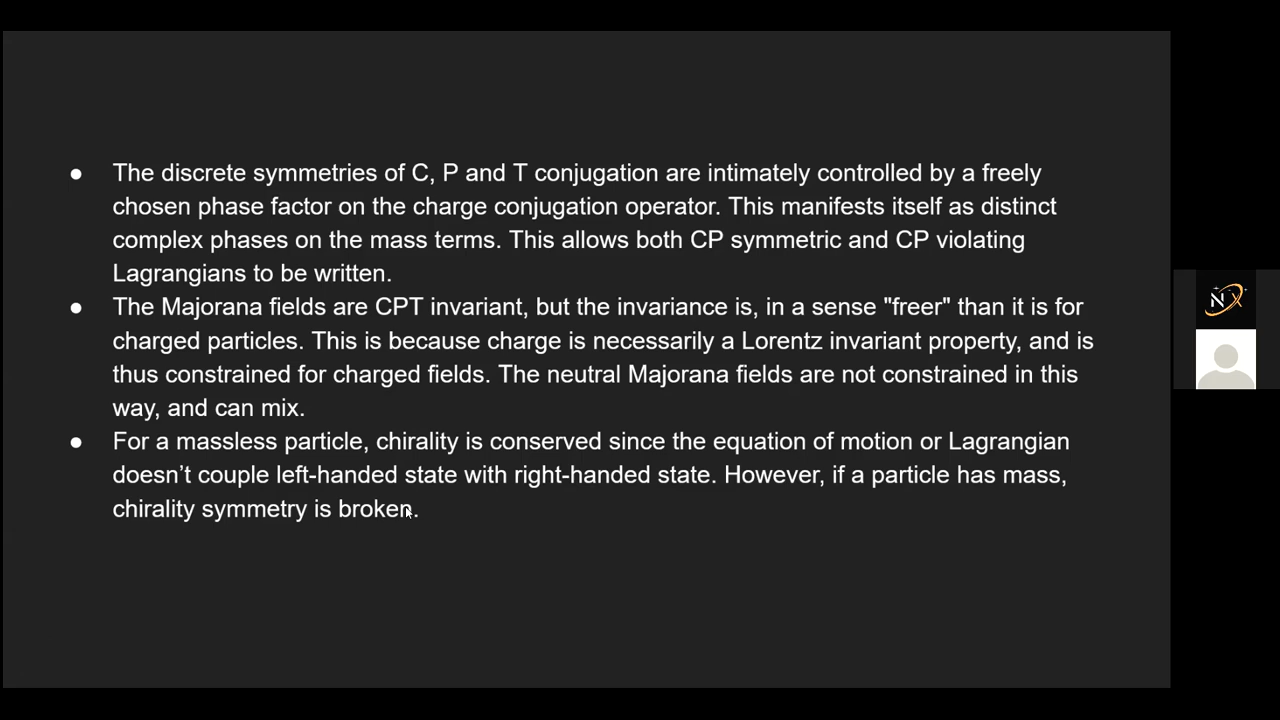 ● The discrete symmetries of C, P and T conjugation are intimately controlled by a freely
chosen phase factor on the charge conjugation operator. This manifests itself as distinct
complex phases on the mass terms. This allows both CP symmetric and CP violating
Lagrangians to be written.
● The Majorana fields are CPT invariant, but the invariance is, in a sense "freer" than it is for
charged particles. This is because charge is necessarily a Lorentz invariant property, and is
thus constrained for charged fields. The neutral Majorana fields are not constrained in this
way, and can mix.
● For a massless particle, chirality is conserved since the equation of motion or Lagrangian
doesn’t couple left-handed state with right-handed state. However, if a particle has mass,
chirality symmetry is broken.
NX